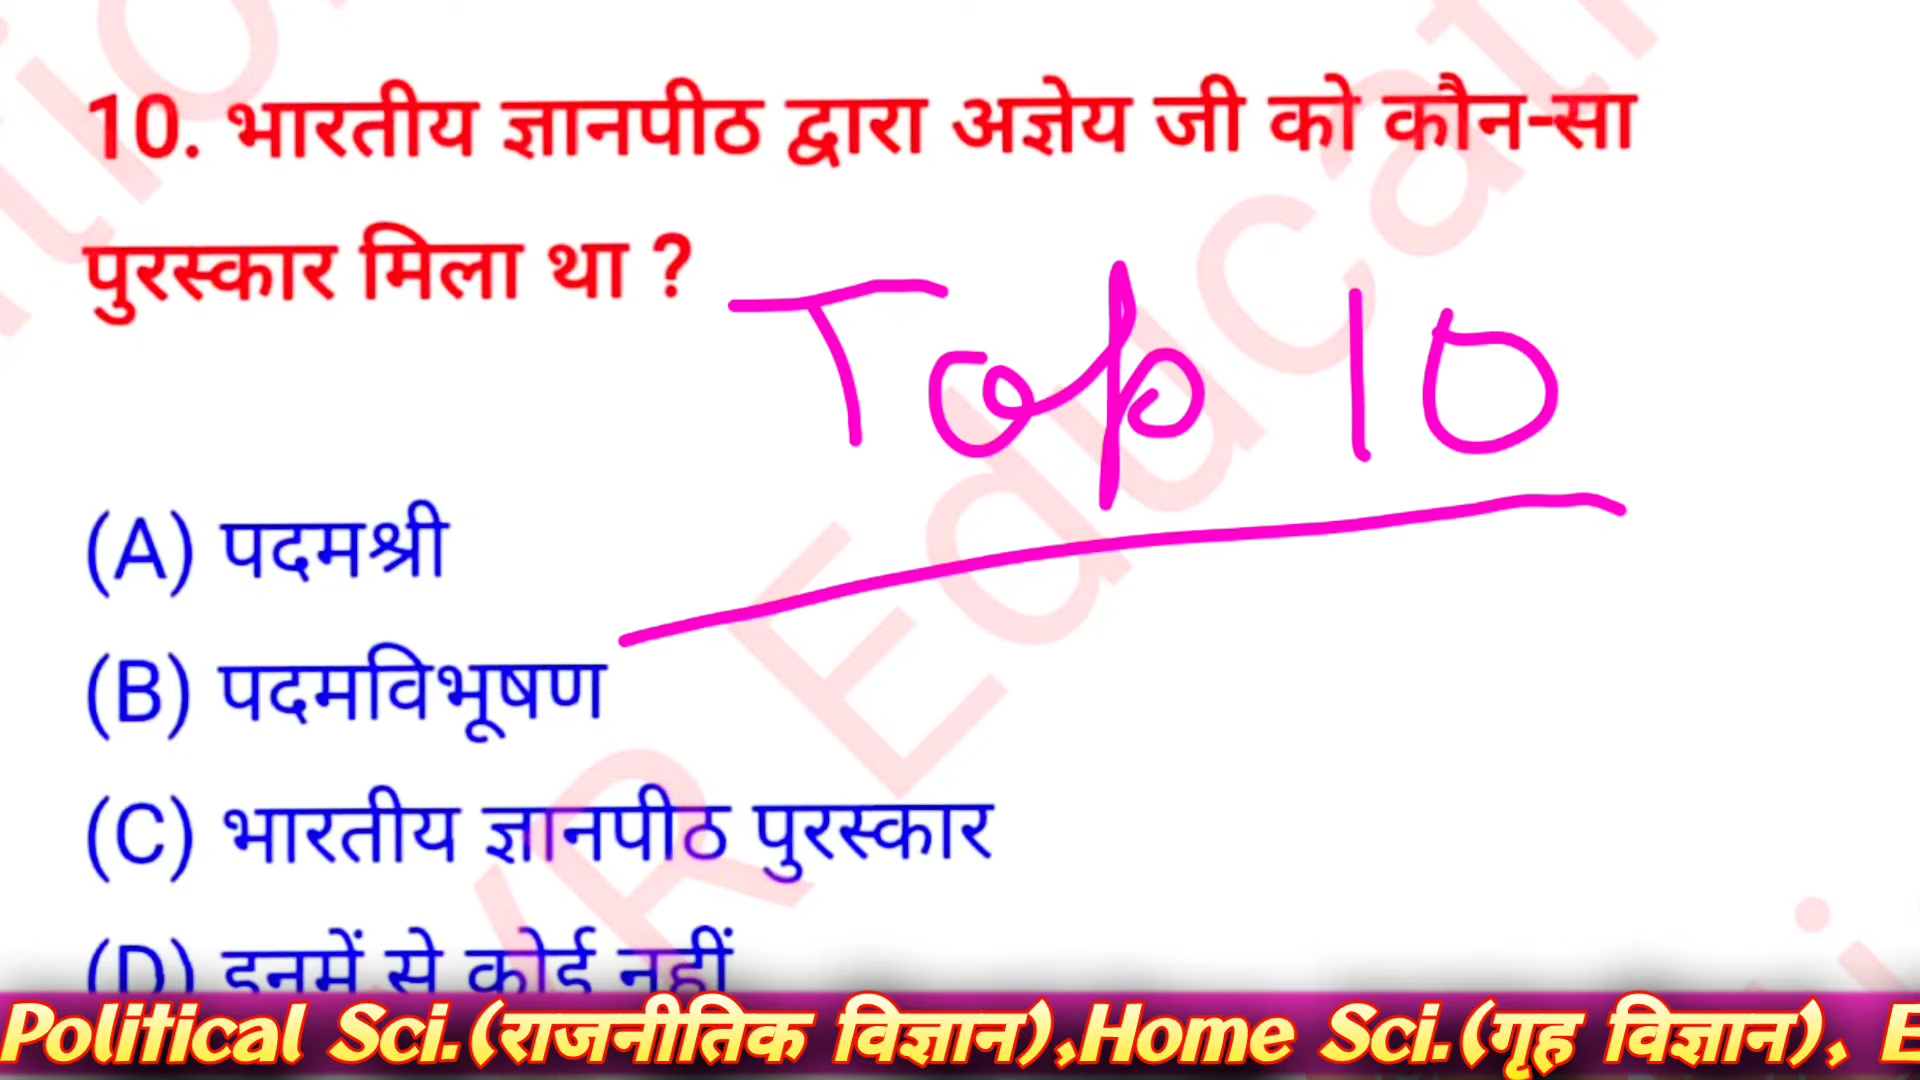 10. भारतीय ज्ञानपीठ द्वारा अज्ञेय जी को कौन-सा
पुरस्कार मिला था ?
Top 10
(A) पदमश्री
(B) पदमविभूषण
(C) भारतीय ज्ञानपीठ पुरस्कार
(D) इनमें से कोई नहीं
Political Sci.(राजनीतिक विज्ञान),Home Sci.(गृह विज्ञान), E